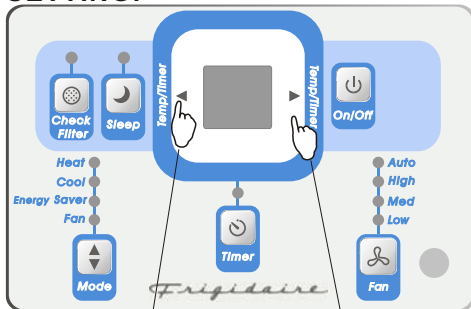 Temp/Timer
Temp/Timer
Check
Filter
Sleep
On/Off
Heat
Cool
Energy Saver
Fan
Mode
Timer
Auto
High
Med
Low
Fan
Frigidaire